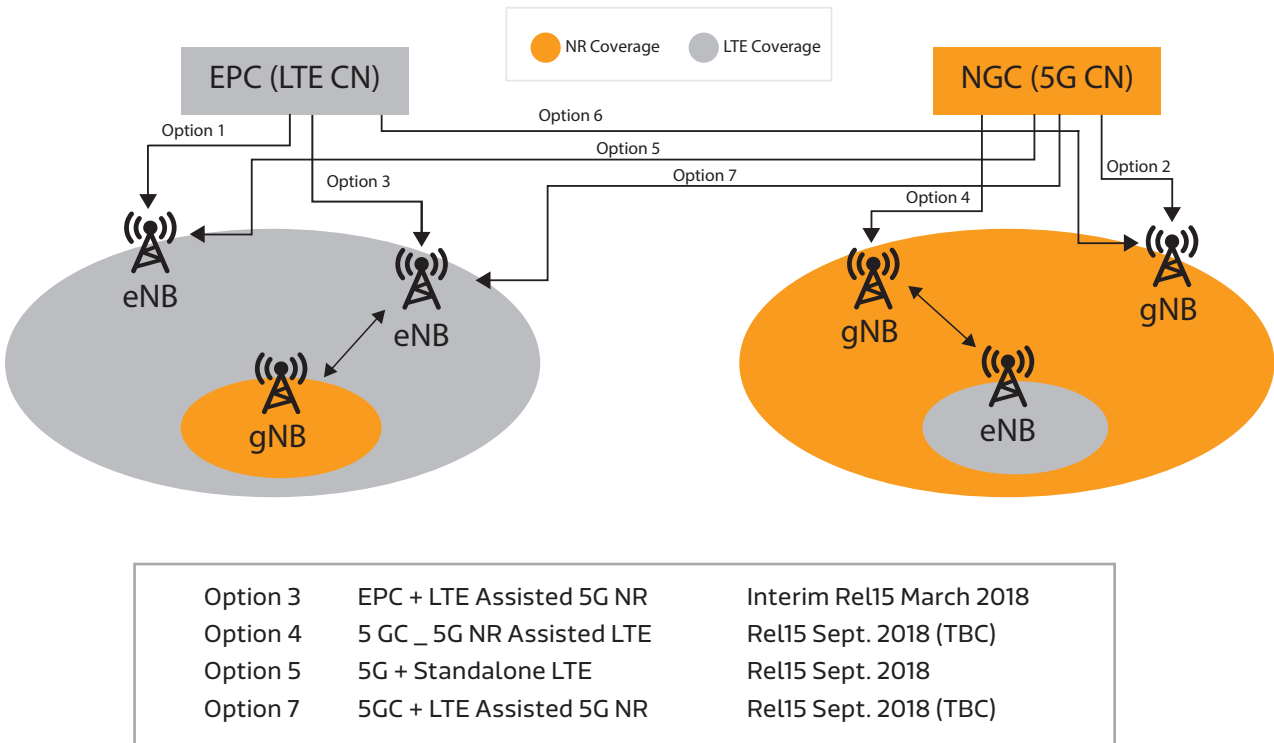 NR Coverage
LTE Coverage
EPC (LTE CN)
NGC (5G CN)
Option 1
Option 6
Option 5
Option 3
Option 7
Option 4
Option 2
eNB
eNB
gNB
gNB
gNB
eNB
Option 3 EPC + LTE Assisted 5G NR Interim Rel15 March 2018
Option 4 5 GC _ 5G NR Assisted LTE Rel15 Sept. 2018 (TBC)
Option 5 5G + Standalone LTE Rel15 Sept. 2018
Option 7 5GC + LTE Assisted 5G NR Rel15 Sept. 2018 (TBC)